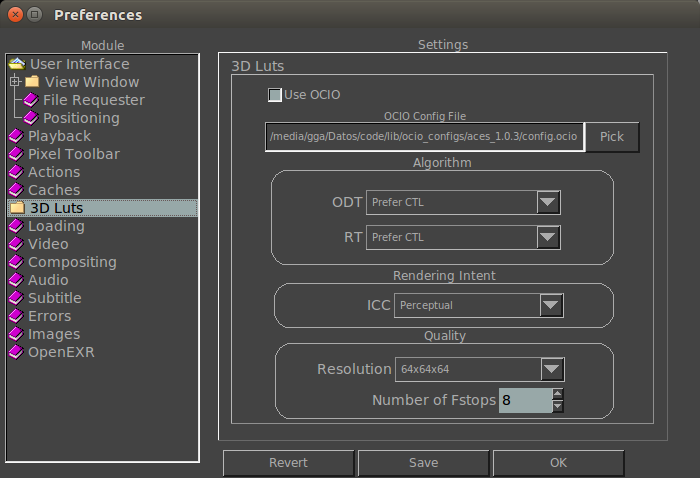 Preferences
Module
User Interface
View Window
File Requester
Positioning
Playback
Pixel Toolbar
Actions
Caches
3D Luts
Loading
Video
Compositing
Audio
Subtitle
Errors
Images
OpenEXR
Settings
3D Luts
Use OCIO
OCIO Config File
/media/gga/Datos/code/lib/ocio_configs/aces_1.0.3/config.ocio
Pick
Algorithm
ODT Prefer CTL
RT Prefer CTL
Rendering Intent
ICC Perceptual
Quality
Resolution 64x64x64
Number of Fstops 8
Revert
Save
OK